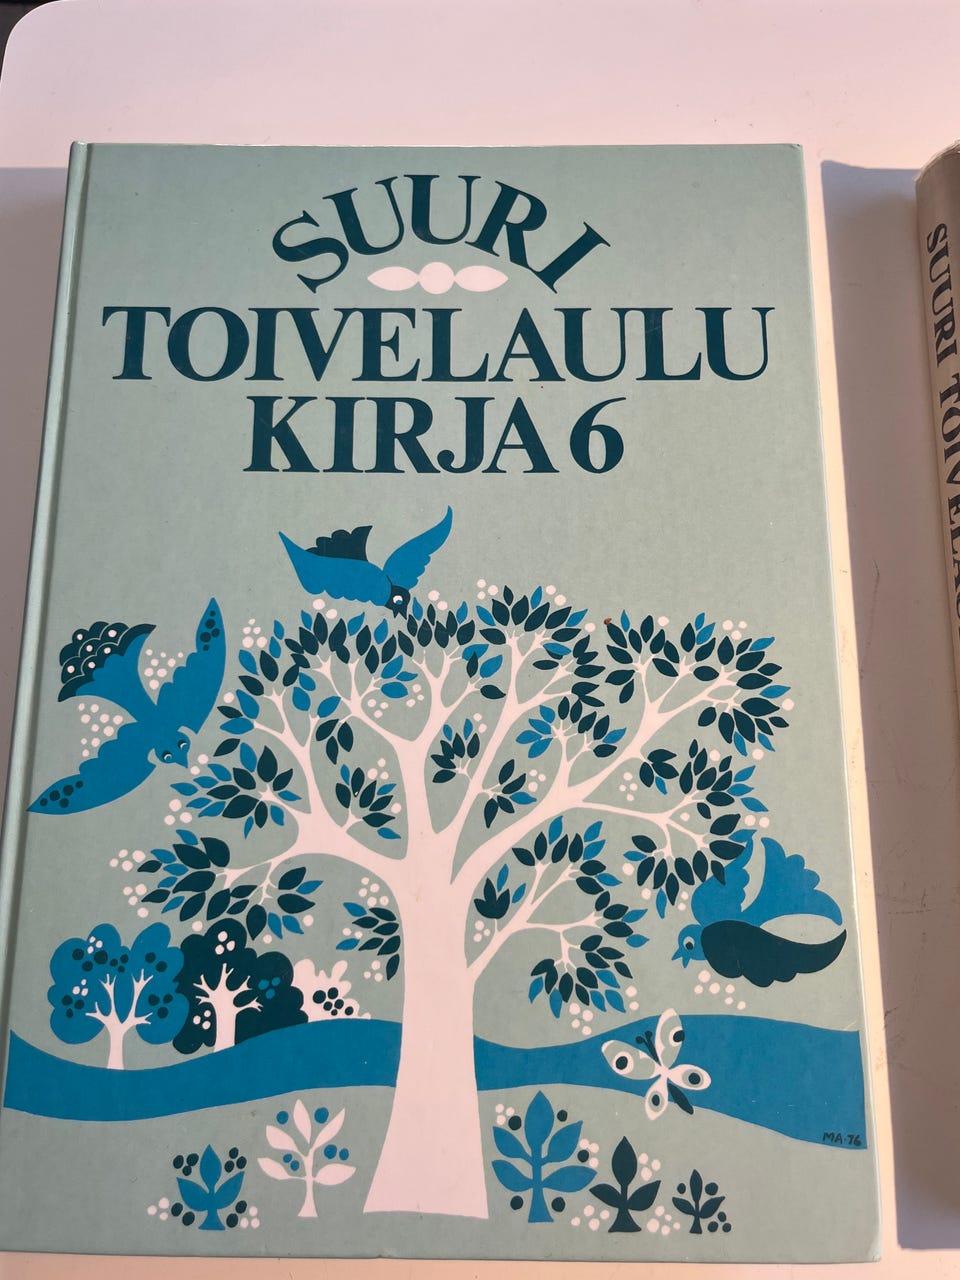 SUURI
TOIVELAULU
KIRJA 6
MA-76
SUURI TOIVELAU